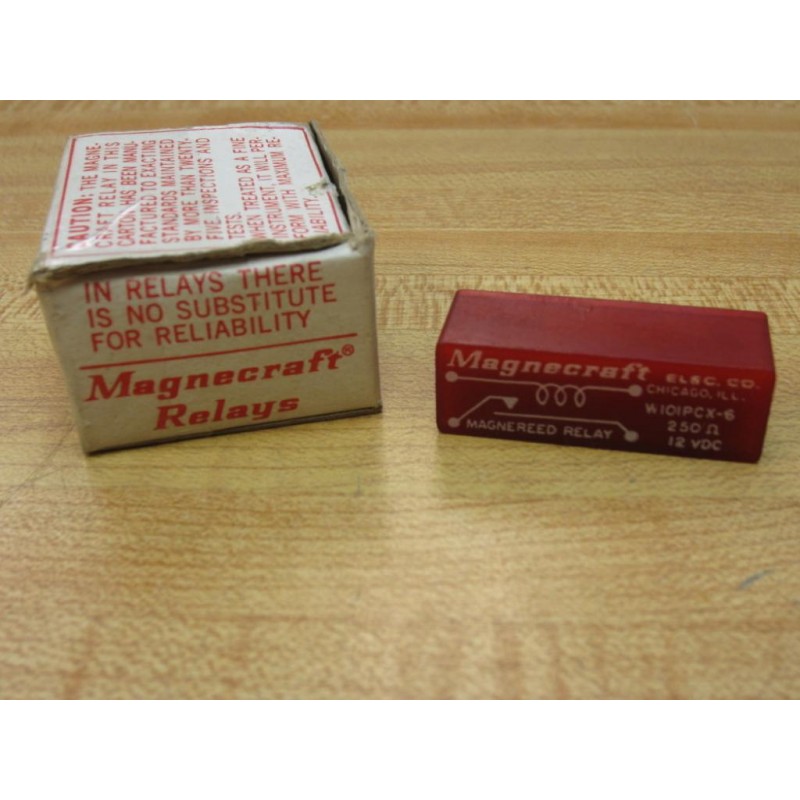 CAUTION: THE MAGNE-
CRAFT RELAY IN THIS
CARTON HAS BEEN MANU-
FACTURED TO EXACTING
STANDARDS MAINTAINED
BY MORE THAN TWENTY-
FIVE INSPECTIONS AND
TESTS.
WHEN TREATED AS A FINE
INSTRUMENT, IT WILL PER-
FORM WITH MAXIMUM RE-
IABILITY.
IN RELAYS THERE
IS NO SUBSTITUTE
FOR RELIABILITY
Magnecraft®
Relays
Magnecraft ELEC. CO.
CHICAGO, ILL.
W101PCX-6
250 Ω
MAGNEREED RELAY
12 VDC